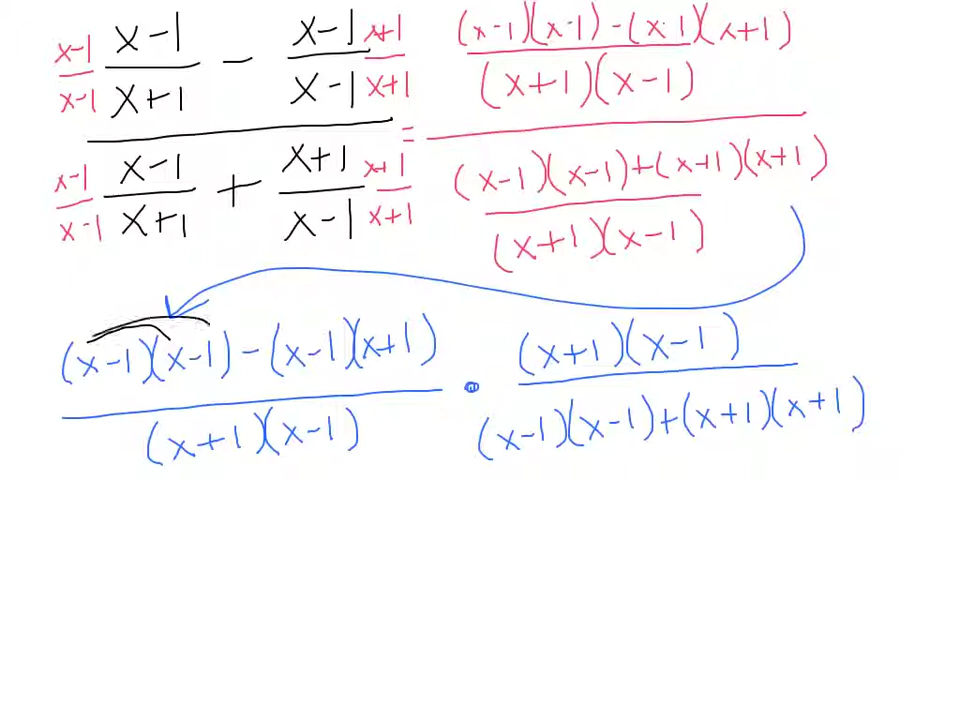 x-1/x-1 x-1/x+1 - x-1/x-1 x+1/x+1 = (x-1)(x-1)-(x-1)(x+1)/(x+1)(x-1)
x-1/x-1 x-1/x+1 + x+1/x-1 x+1/x+1 (x-1)(x-1)+(x+1)(x+1)/(x+1)(x-1)
(x-1)(x-1)-(x-1)(x+1)/(x+1)(x-1) · (x+1)(x-1)/(x-1)(x-1)+(x+1)(x+1)